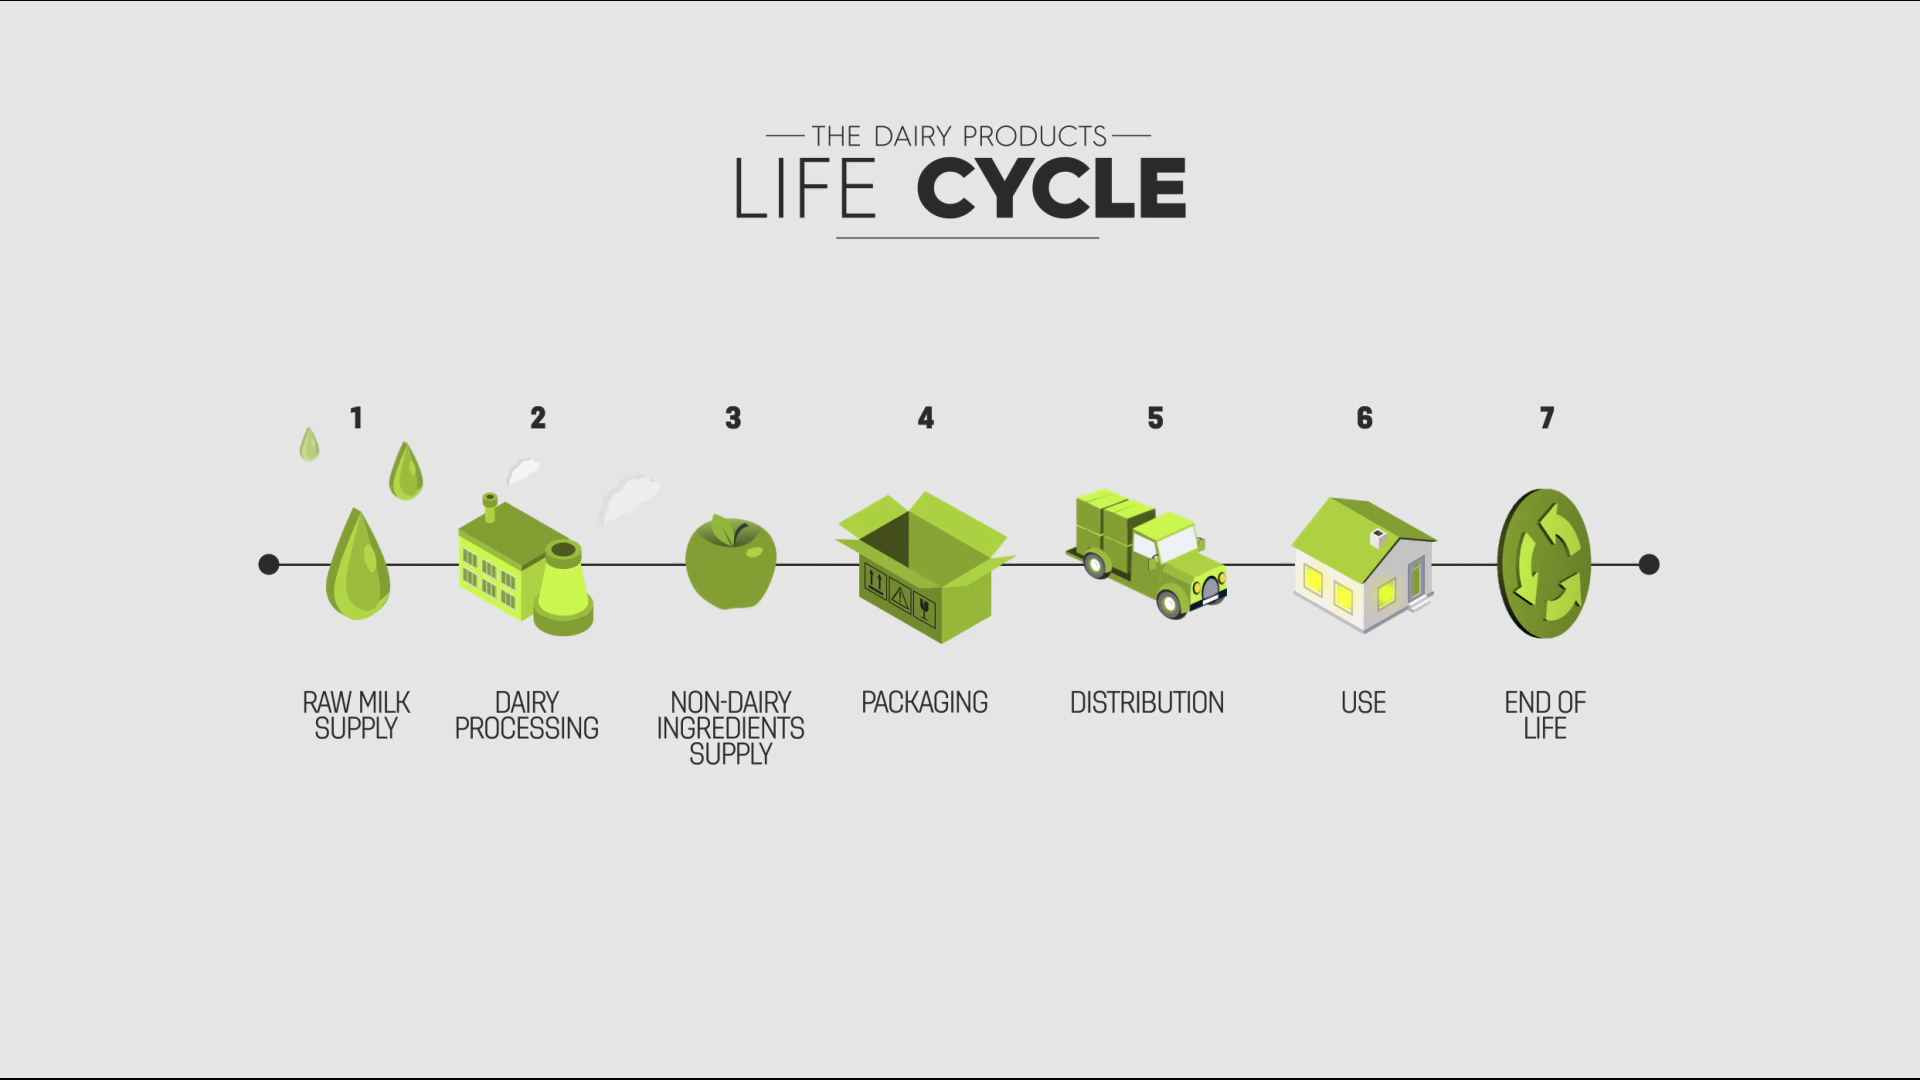 THE DAIRY PRODUCTS
LIFE CYCLE
1
2
3
4
5
6
7
RAW MILK
SUPPLY
DAIRY
PROCESSING
NON-DAIRY
INGREDIENTS
SUPPLY
PACKAGING
DISTRIBUTION
USE
END OF
LIFE